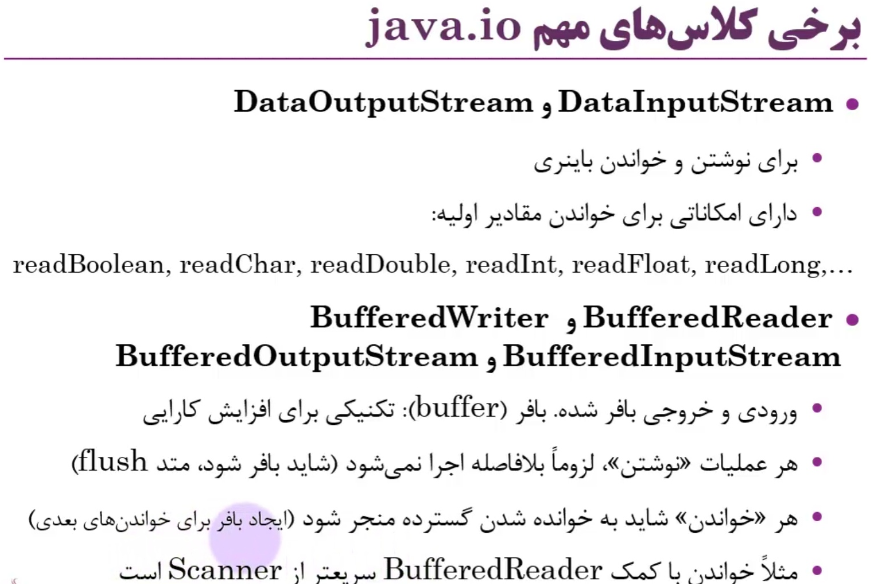 برخی کلاس‌های مهم java.io
• DataInputStream و DataOutputStream
• برای نوشتن و خواندن باینری
• دارای امکاناتی برای خواندن مقادیر اولیه:
readBoolean, readChar, readDouble, readInt, readFloat, readLong,…
• BufferedReader و BufferedWriter
BufferedInputStream و BufferedOutputStream
• ورودی و خروجی بافر شده. بافر (buffer): تکنیکی برای افزایش کارایی
• هر عملیات «نوشتن»، لزوماً بلافاصله اجرا نمی‌شود (شاید بافر شود، متد flush)
• هر «خواندن» شاید به خوانده شدن گسترده منجر شود (ایجاد بافر برای خواندن‌های بعدی)
• مثلاً خواندن با کمک BufferedReader سریعتر از Scanner است